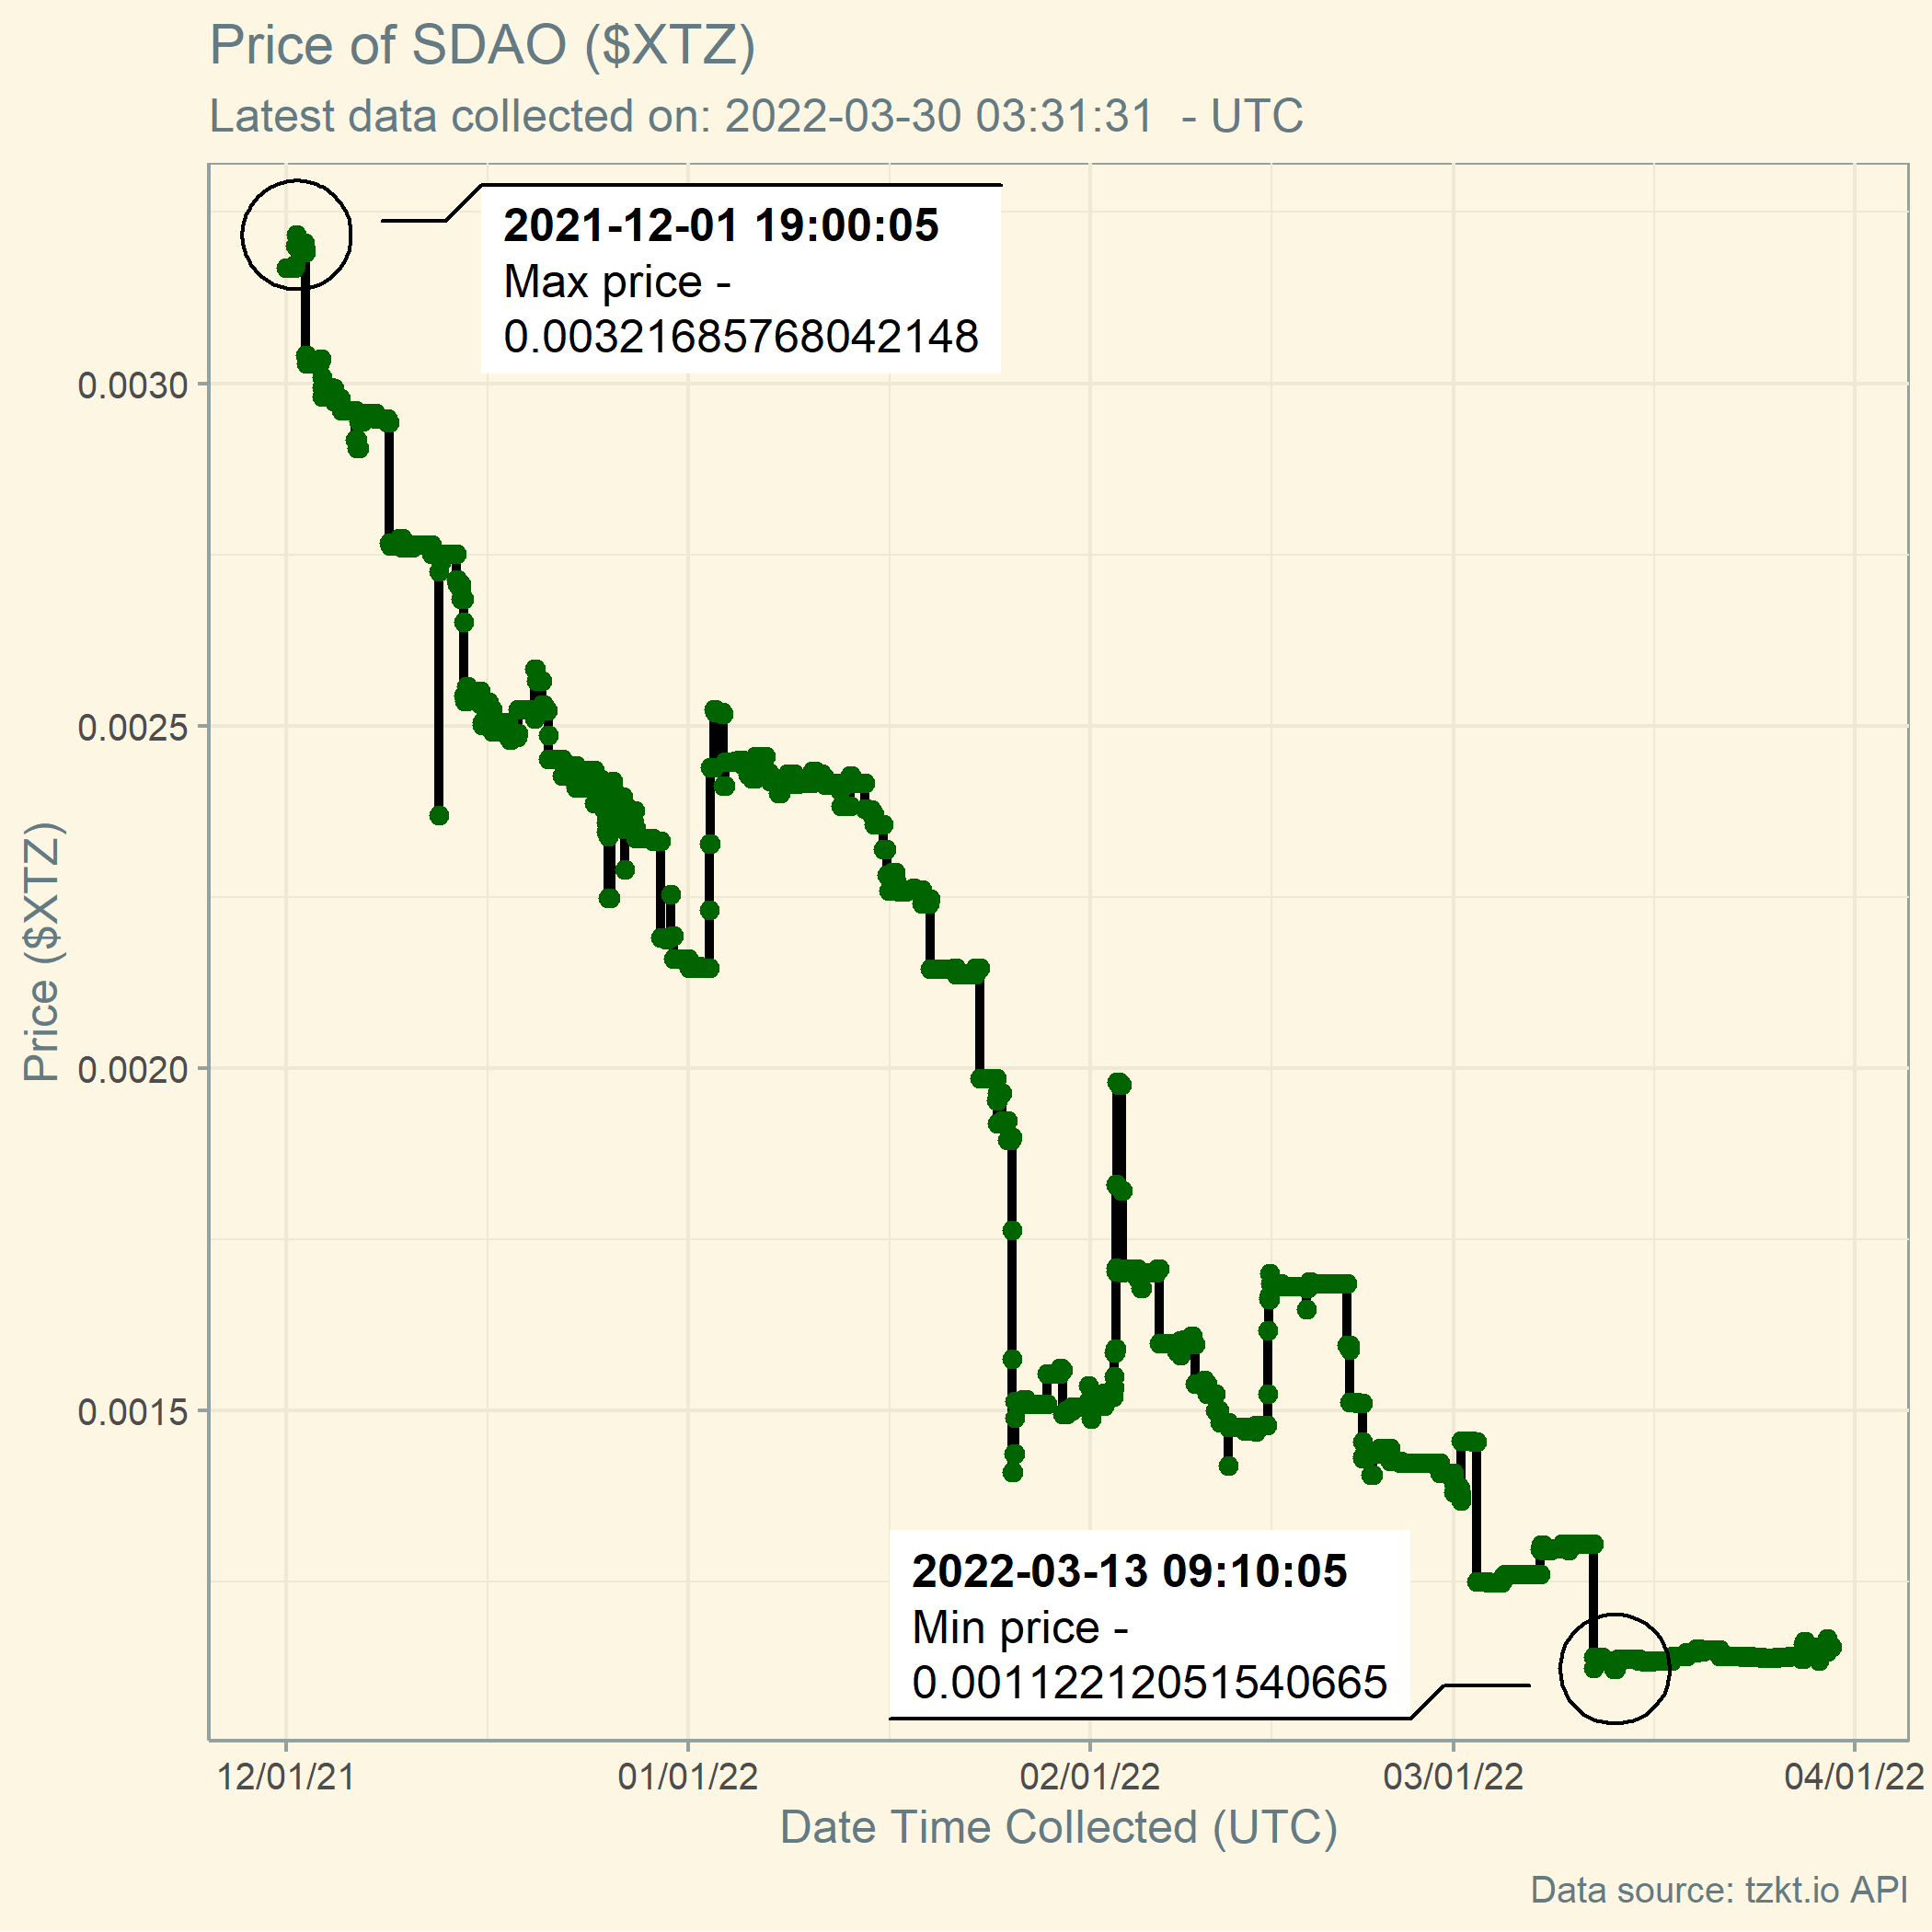 Price of SDAO ($XTZ)
Latest data collected on: 2022-03-30 03:31:31  - UTC
2021-12-01 19:00:05
Max price -
0.00321685768042148
0.0030
0.0025
0.0020
0.0015
Price ($XTZ)
2022-03-13 09:10:05
Min price -
0.00112212051540665
12/01/21
01/01/22
02/01/22
03/01/22
04/01/22
Date Time Collected (UTC)
Data source: tzkt.io API